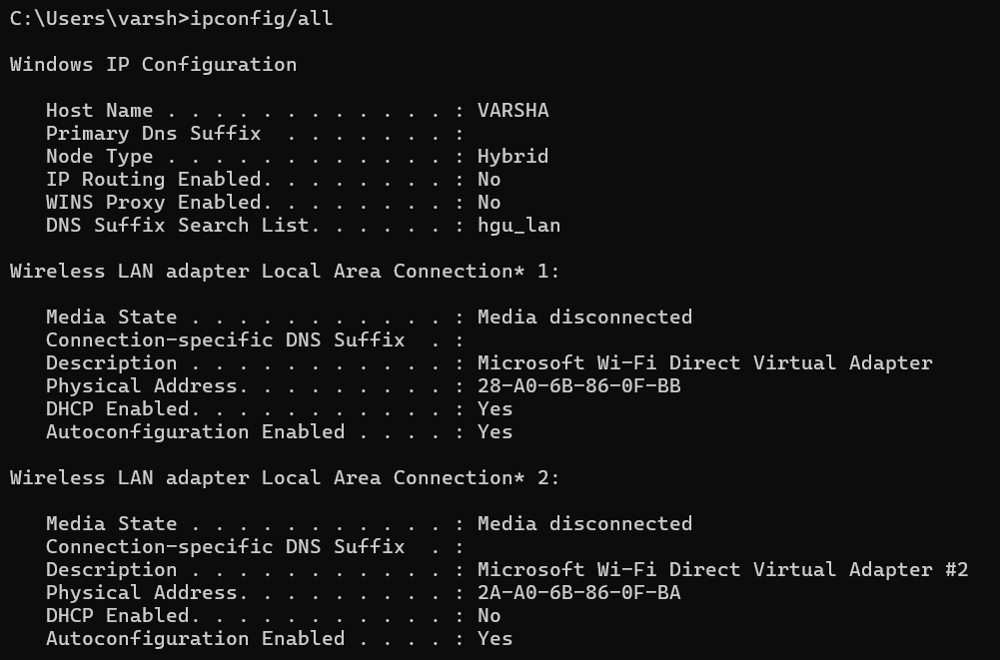 C:\Users\varsh>ipconfig/all
Windows IP Configuration
Host Name . . . . . . . . . . . . : VARSHA
Primary Dns Suffix  . . . . . . . :
Node Type . . . . . . . . . . . . : Hybrid
IP Routing Enabled. . . . . . . . : No
WINS Proxy Enabled. . . . . . . . : No
DNS Suffix Search List. . . . . . : hgu_lan
Wireless LAN adapter Local Area Connection* 1:
Media State . . . . . . . . . . . : Media disconnected
Connection-specific DNS Suffix  . :
Description . . . . . . . . . . . : Microsoft Wi-Fi Direct Virtual Adapter
Physical Address. . . . . . . . . : 28-A0-6B-86-0F-BB
DHCP Enabled. . . . . . . . . . . : Yes
Autoconfiguration Enabled . . . . : Yes
Wireless LAN adapter Local Area Connection* 2:
Media State . . . . . . . . . . . : Media disconnected
Connection-specific DNS Suffix  . :
Description . . . . . . . . . . . : Microsoft Wi-Fi Direct Virtual Adapter #2
Physical Address. . . . . . . . . : 2A-A0-6B-86-0F-BA
DHCP Enabled. . . . . . . . . . . : No
Autoconfiguration Enabled . . . . : Yes